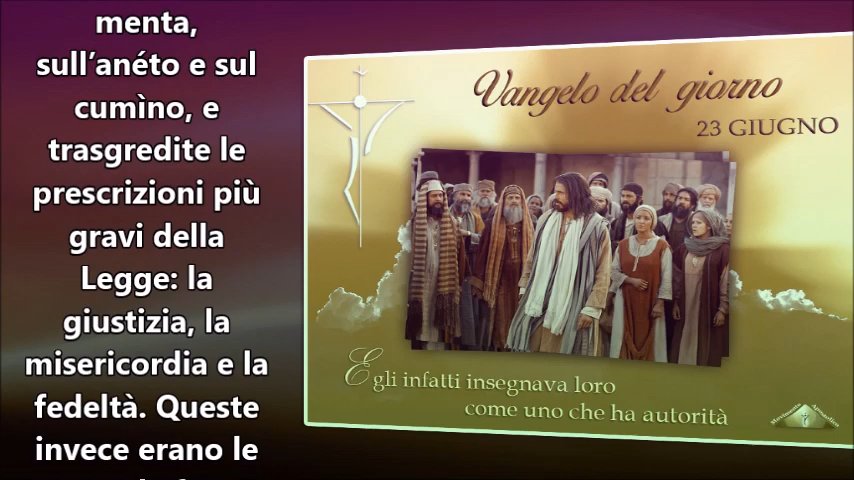 menta,
sull’anéto e sul
cumìno, e
trasgredite le
prescrizioni più
gravi della
Legge: la
giustizia, la
misericordia e la
fedeltà. Queste
invece erano le
Vangelo del giorno
23 GIUGNO
Egli infatti insegnava loro
come uno che ha autorità